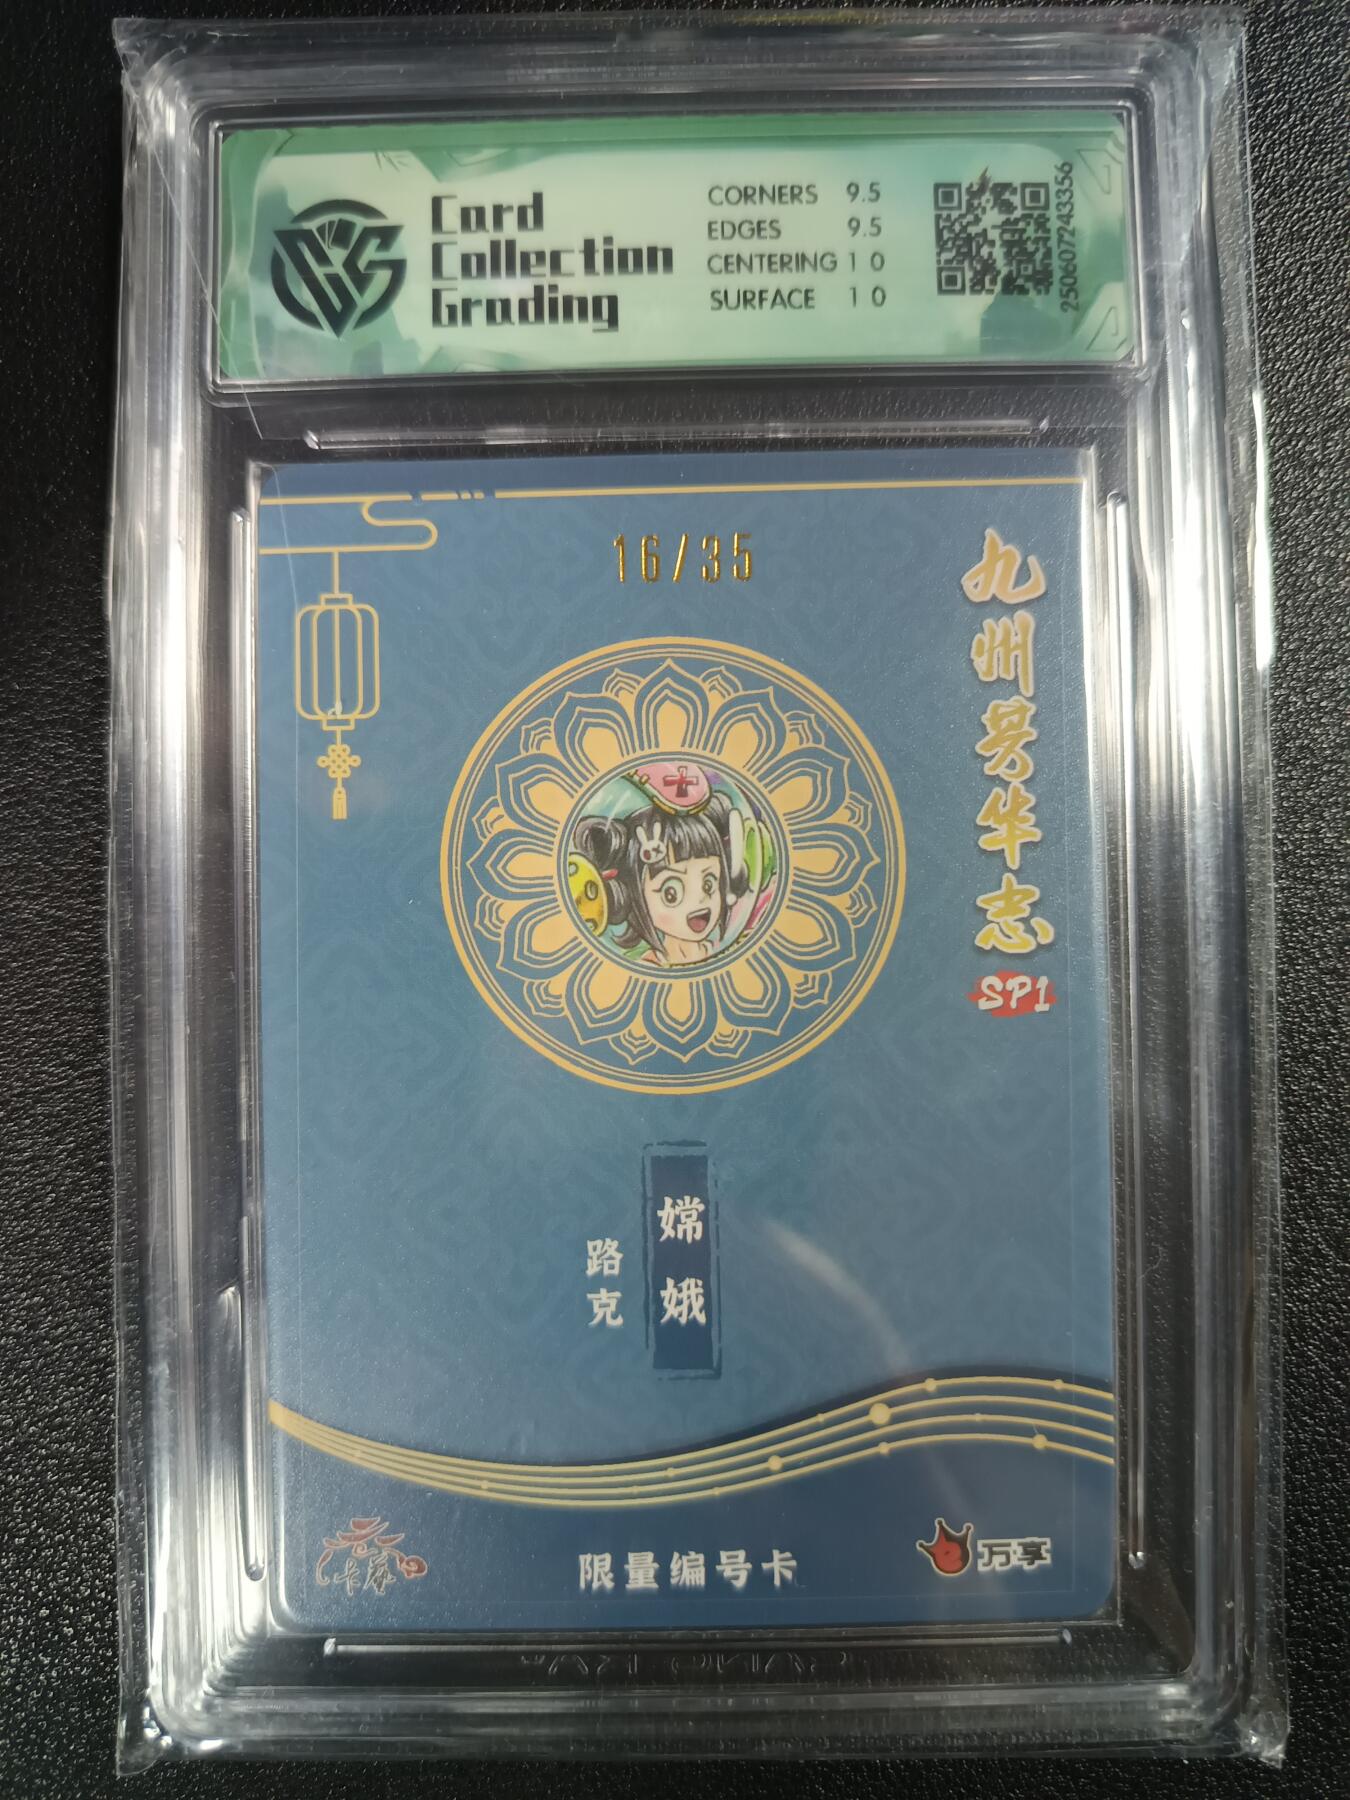 Card
Collection
Grading
CORNERS 9.5
EDGES 9.5
CENTERING 10
SURFACE 10
250607243356
16/35
九州芳华志
SP1
嫦娥
路克
限量编号卡
万享